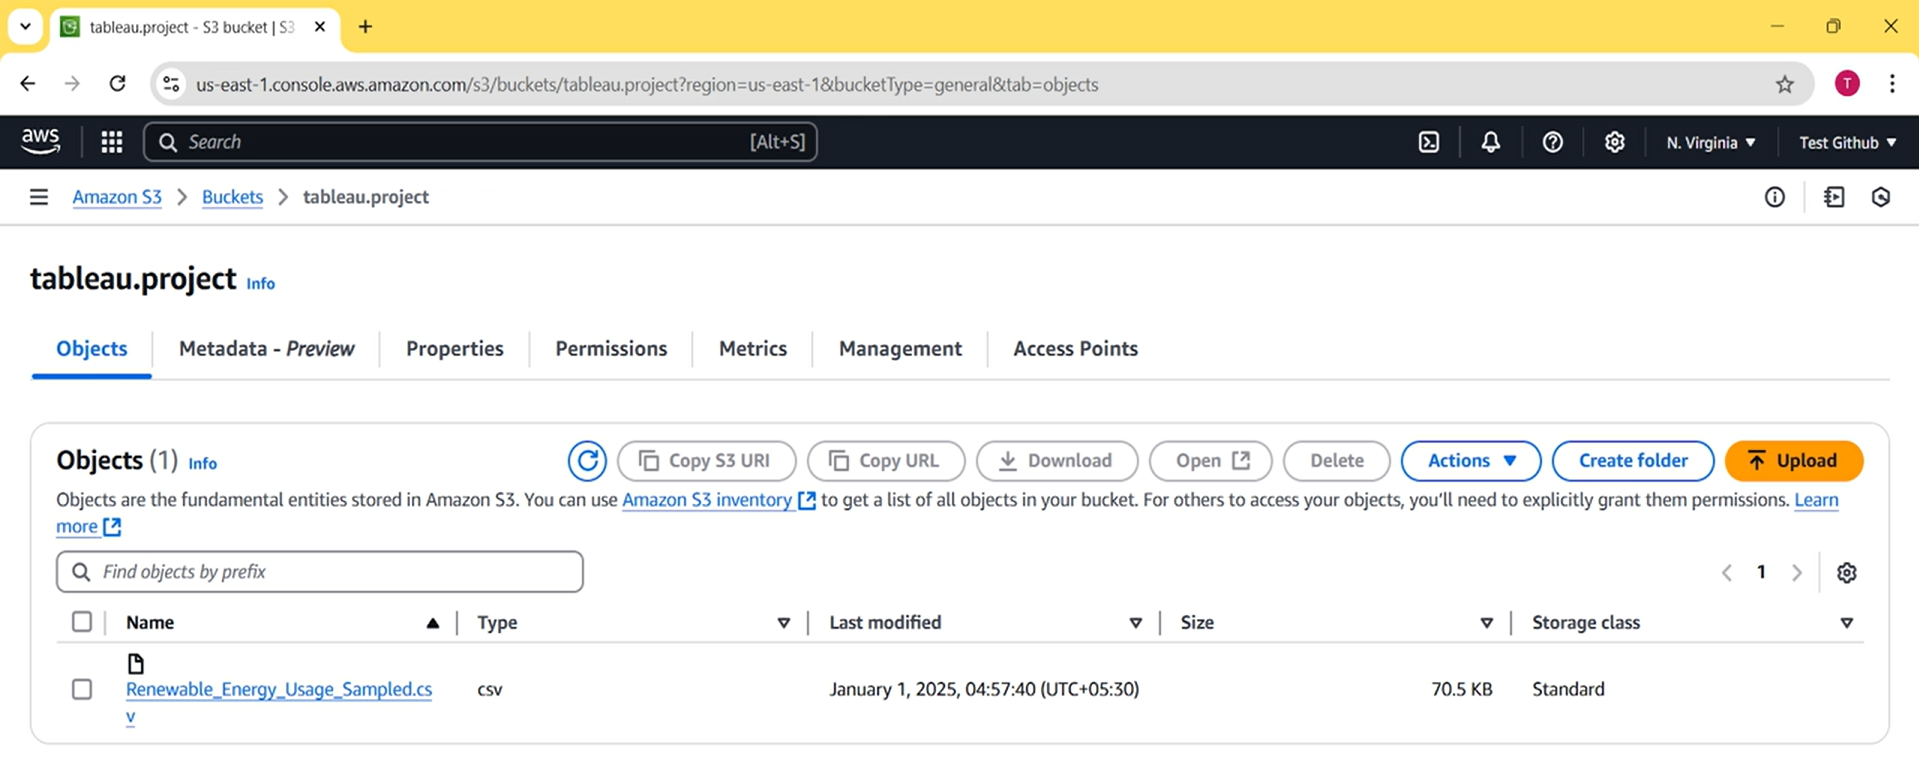 tableau.project - S3 bucket | S3
us-east-1.console.aws.amazon.com/s3/buckets/tableau.project?region=us-east-1&bucketType=general&tab=objects
T
aws
Search
[Alt+S]
N. Virginia
Test Github
Amazon S3 > Buckets > tableau.project
tableau.project Info
Objects
Metadata - Preview
Properties
Permissions
Metrics
Management
Access Points
Objects (1) Info
Copy S3 URI
Copy URL
Download
Open
Delete
Actions
Create folder
Upload
Objects are the fundamental entities stored in Amazon S3. You can use Amazon S3 inventory to get a list of all objects in your bucket. For others to access your objects, you’ll need to explicitly grant them permissions. Learn
more
Find objects by prefix
1
Name
Type
Last modified
Size
Storage class
Renewable_Energy_Usage_Sampled.cs
v
csv
January 1, 2025, 04:57:40 (UTC+05:30)
70.5 KB
Standard